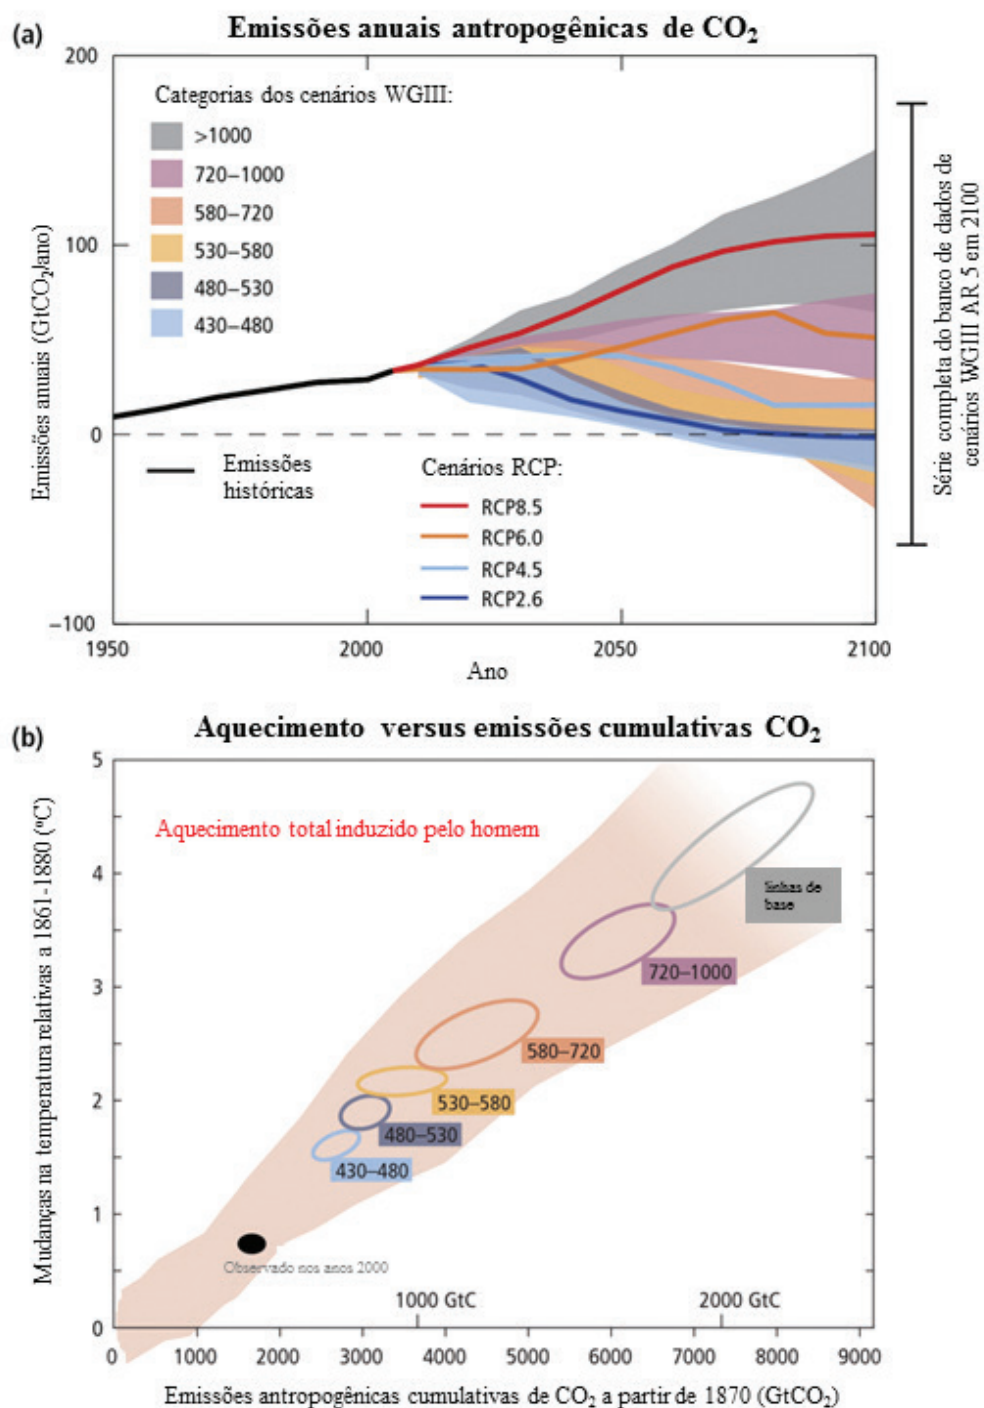 (a)
Emissões anuais antropogênicas de CO₂
200
100
0
−100
Emissões anuais (GtCO₂/ano)
Categorias dos cenários WGIII:
>1000
720–1000
580–720
530–580
480–530
430–480
Emissões
históricas
Cenários RCP:
RCP8.5
RCP6.0
RCP4.5
RCP2.6
1950
2000
2050
2100
Ano
Série completa do banco de dados de
cenários WGIII AR 5 em 2100
(b)
Aquecimento versus emissões cumulativas CO₂
5
4
3
2
1
0
Mudanças na temperatura relativas a 1861-1880 (ºC)
Aquecimento total induzido pelo homem
linhas de
base
720–1000
580–720
530–580
480–530
430–480
Observado nos anos 2000
1000 GtC
2000 GtC
0
1000
2000
3000
4000
5000
6000
7000
8000
9000
Emissões antropogênicas cumulativas de CO₂ a partir de 1870 (GtCO₂)